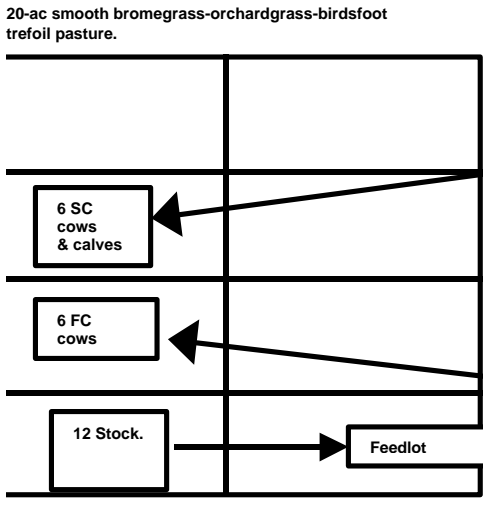 20-ac smooth bromegrass-orchardgrass-birdsfoot
trefoil pasture.
6 SC
cows
& calves
6 FC
cows
12 Stock.
Feedlot